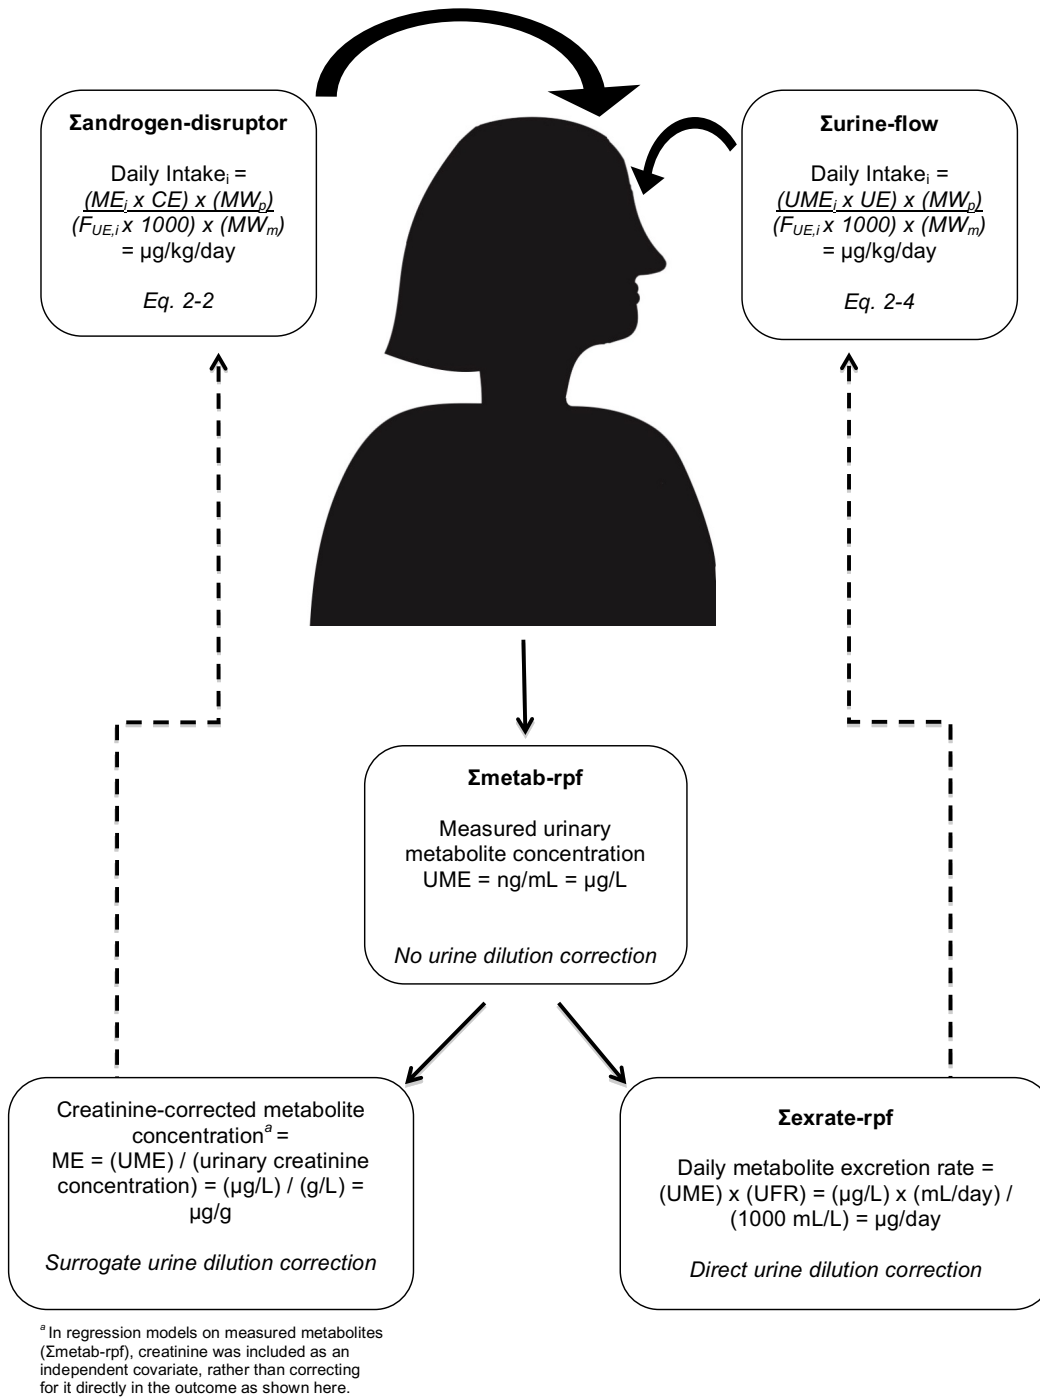 Σandrogen-disruptor
Daily Intakeᵢ =
(MEᵢ x CE) x (MWₚ)
(F_UE,i x 1000) x (MWₘ)
= µg/kg/day
Eq. 2-2
Σurine-flow
Daily Intakeᵢ =
(UMEᵢ x UE) x (MWₚ)
(F_UE,i x 1000) x (MWₘ)
= µg/kg/day
Eq. 2-4
Σmetab-rpf
Measured urinary
metabolite concentration
UME = ng/mL = µg/L
No urine dilution correction
Creatinine-corrected metabolite
concentrationᵃ =
ME = (UME) / (urinary creatinine
concentration) = (µg/L) / (g/L) =
µg/g
Surrogate urine dilution correction
Σexrate-rpf
Daily metabolite excretion rate =
(UME) x (UFR) = (µg/L) x (mL/day) /
(1000 mL/L) = µg/day
Direct urine dilution correction
ᵃ In regression models on measured metabolites
(Σmetab-rpf), creatinine was included as an
independent covariate, rather than correcting
for it directly in the outcome as shown here.